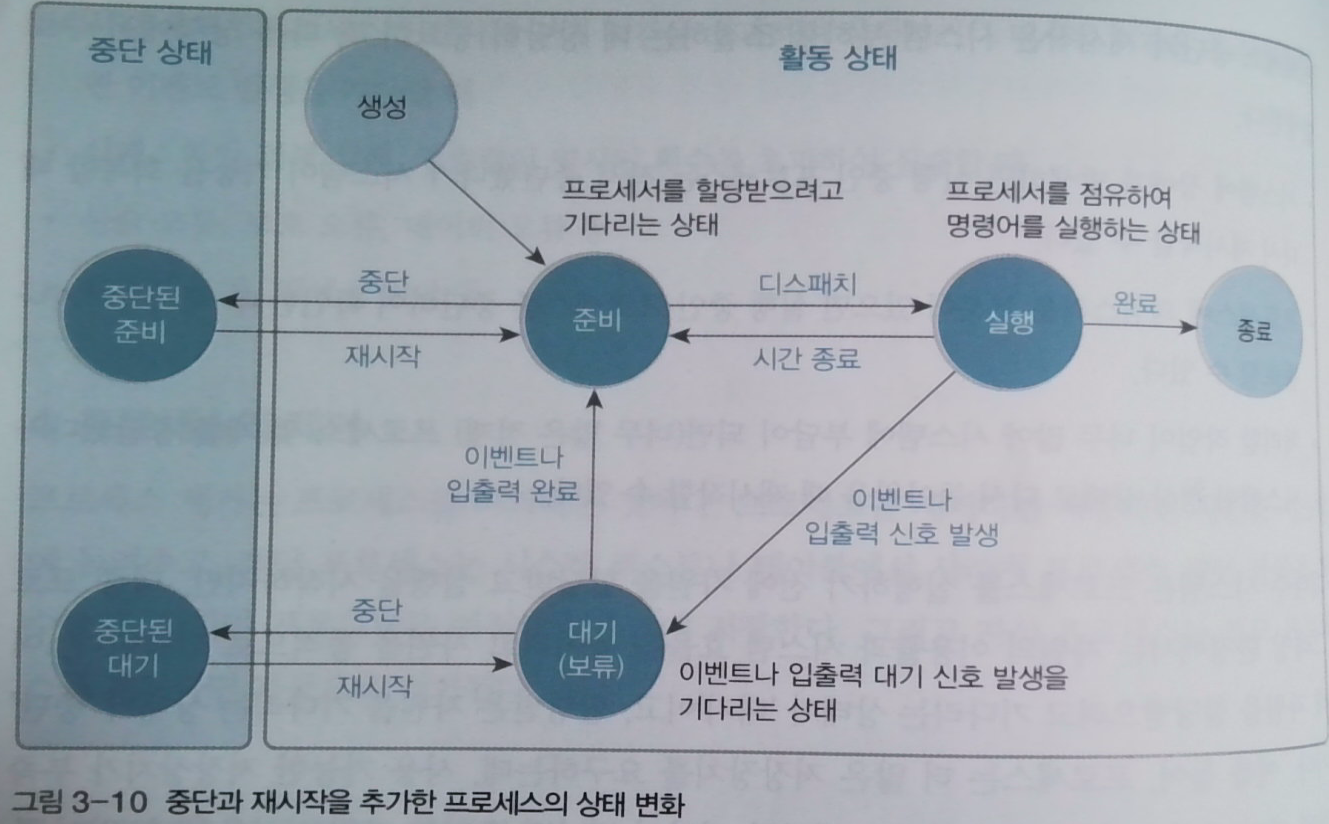 중단 상태
활동 상태
생성
프로세서를 할당받으려고
기다리는 상태
프로세서를 점유하여
명령어를 실행하는 상태
중단된
준비
중단
재시작
준비
디스패치
시간 종료
실행
완료
종료
이벤트나
입출력 완료
이벤트나
입출력 신호 발생
중단된
대기
중단
재시작
대기
(보류)
이벤트나 입출력 대기 신호 발생을
기다리는 상태
그림 3-10 중단과 재시작을 추가한 프로세스의 상태 변화